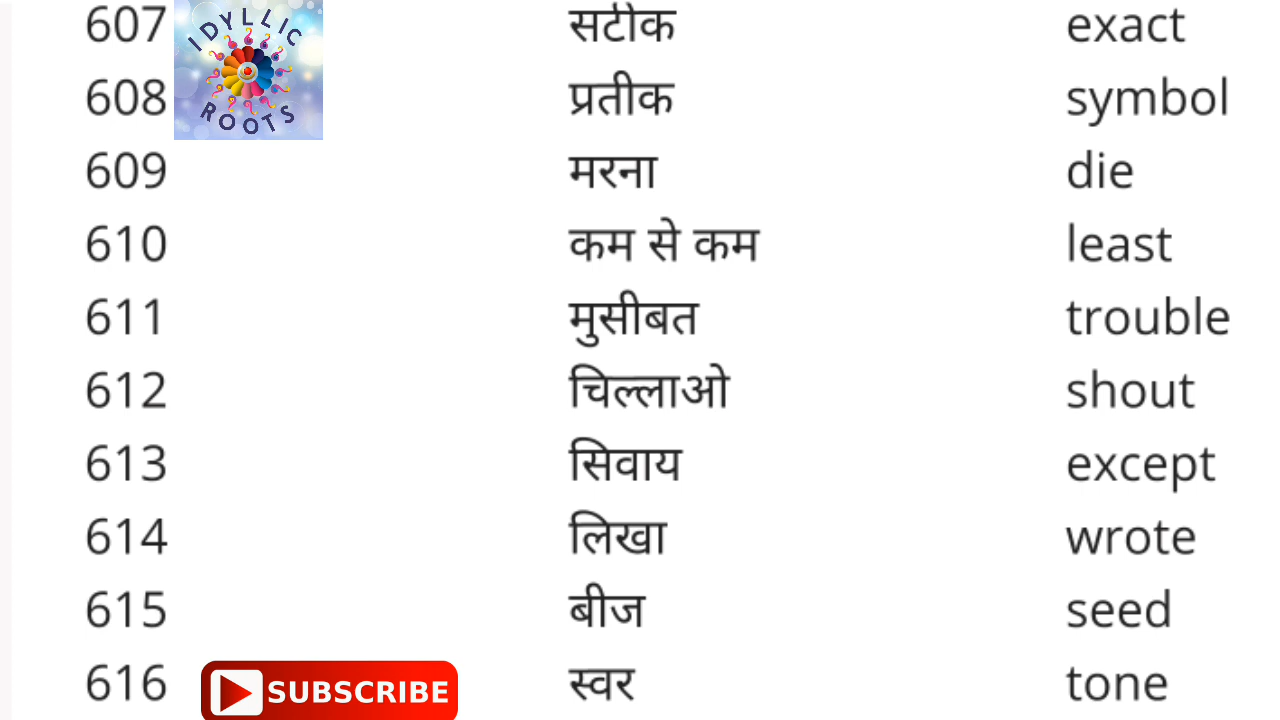 607 सटीक exact
IDYLLIC
ROOTS
608 प्रतीक symbol
609 मरना die
610 कम से कम least
611 मुसीबत trouble
612 चिल्लाओ shout
613 सिवाय except
614 लिखा wrote
615 बीज seed
616 स्वर tone
SUBSCRIBE